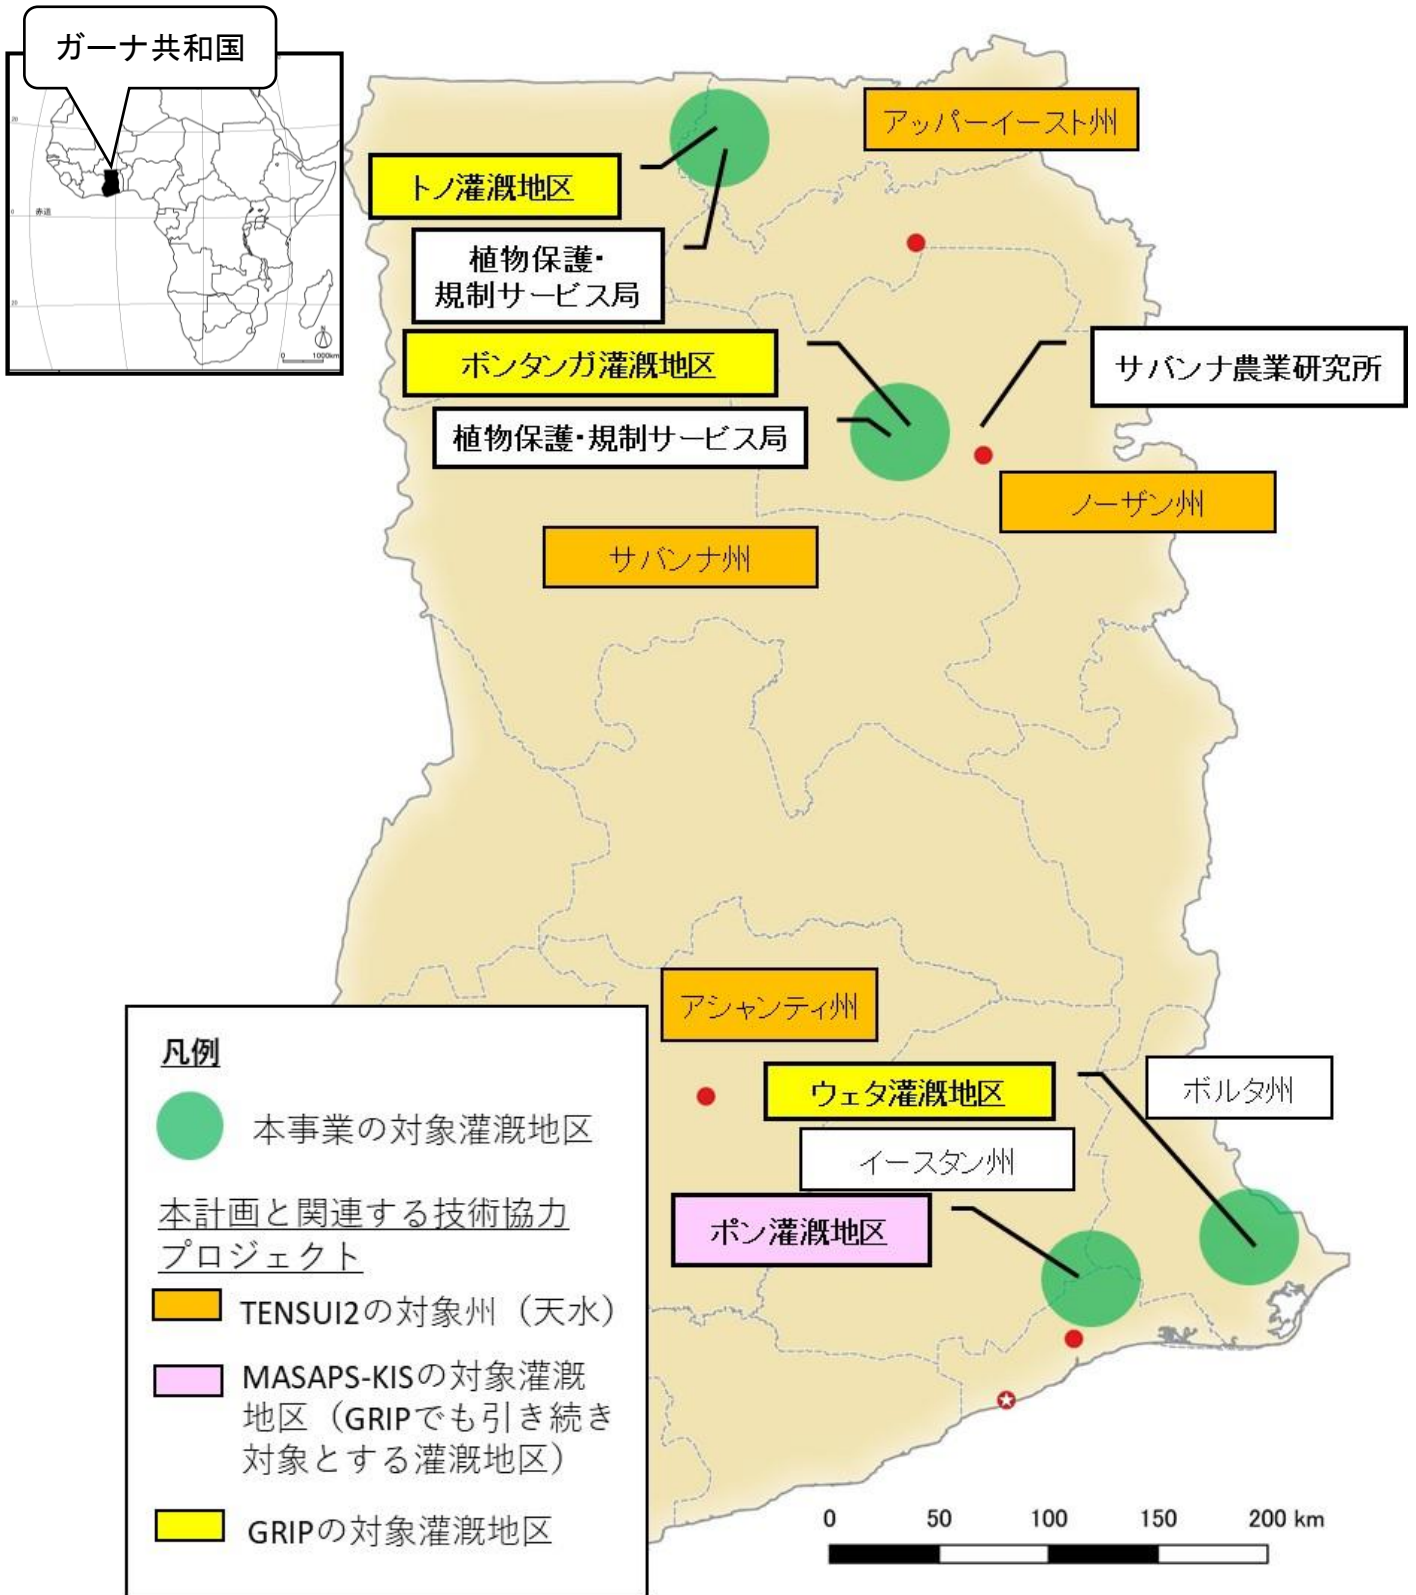 ガーナ共和国
20
0
赤道
20
N
0 1000km
アッパーイースト州
トノ灌漑地区
植物保護・
規制サービス局
ボンタンガ灌漑地区
サバンナ農業研究所
植物保護・規制サービス局
ノーザン州
サバンナ州
アシャンティ州
ウェタ灌漑地区
ボルタ州
イースタン州
ポン灌漑地区
凡例
本事業の対象灌漑地区
本計画と関連する技術協力
プロジェクト
TENSUI2の対象州（天水）
MASAPS-KISの対象灌漑
地区（GRIPでも引き続き
対象とする灌漑地区）
GRIPの対象灌漑地区
0 50 100 150 200 km